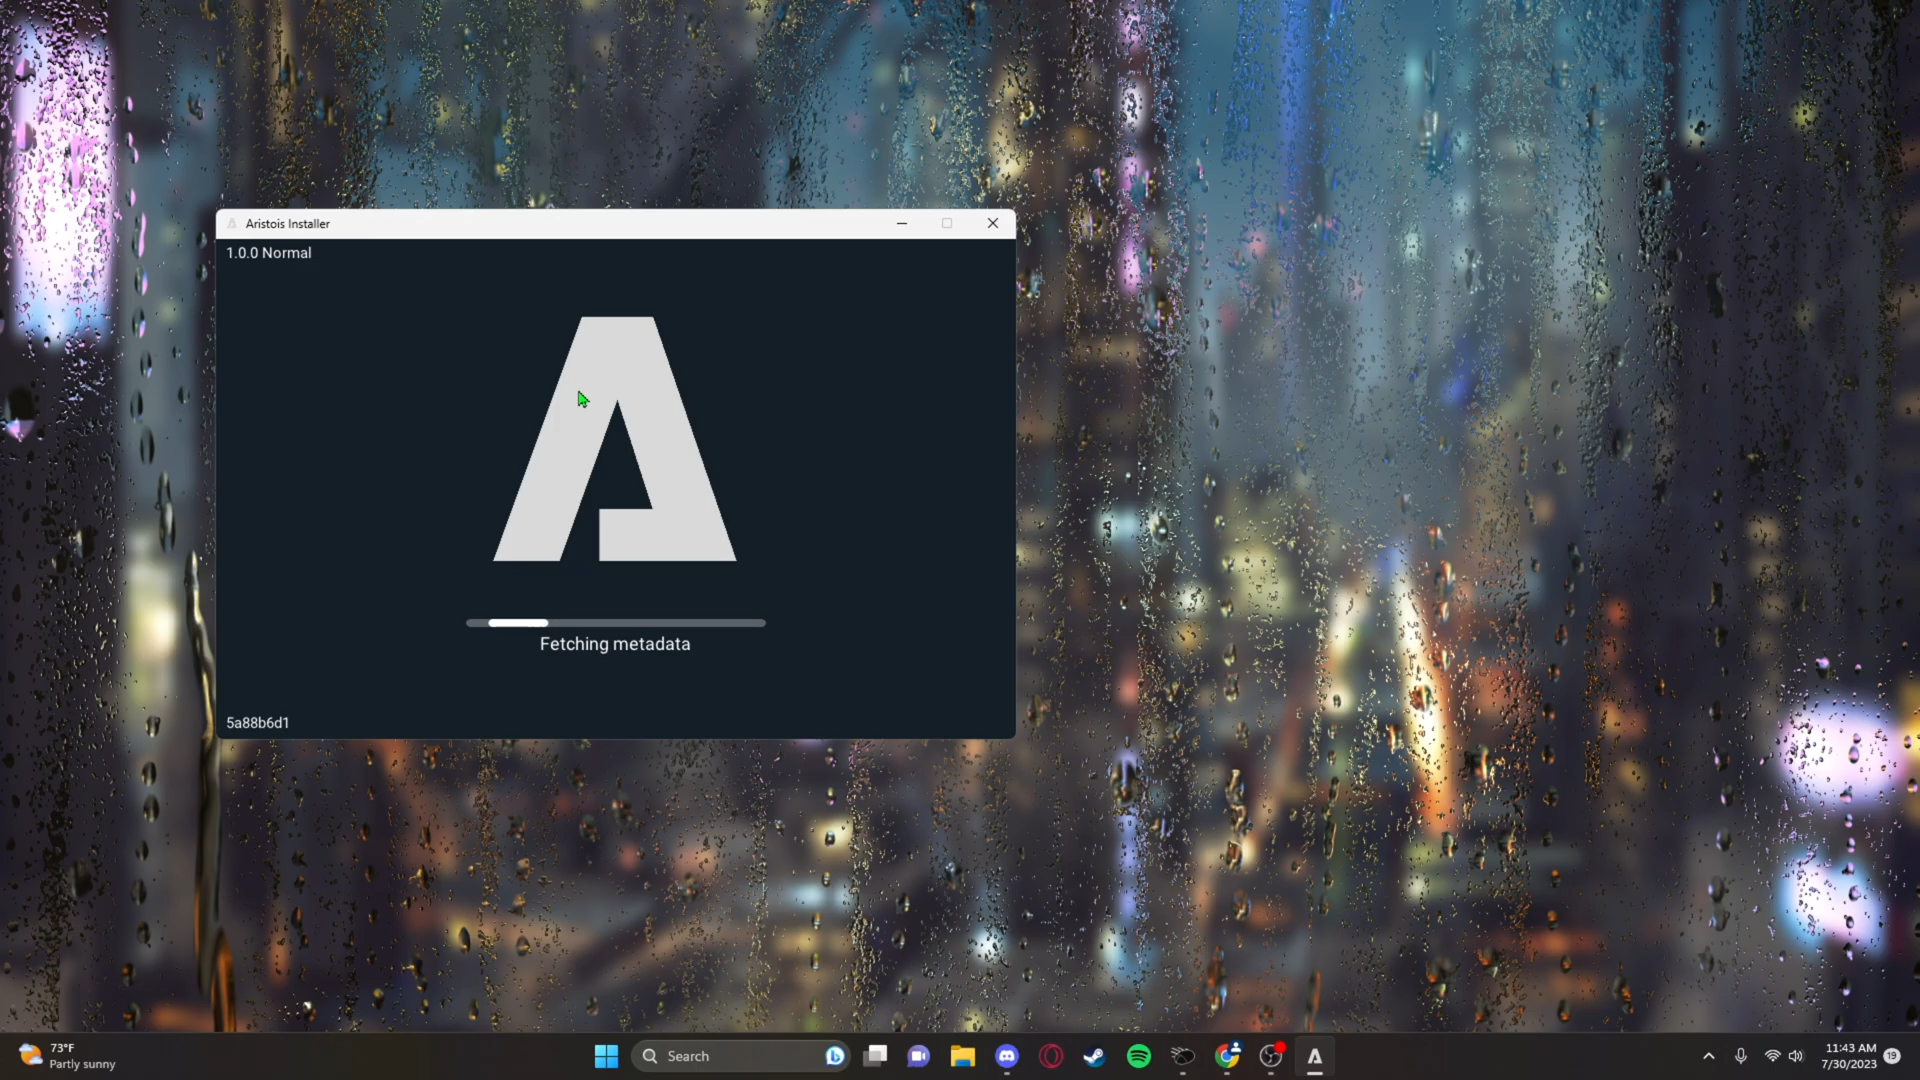 Aristois Installer
1.0.0 Normal
Fetching metadata
5a88b6d1
73°F
Partly sunny
Search
11:43 AM
7/30/2023
19